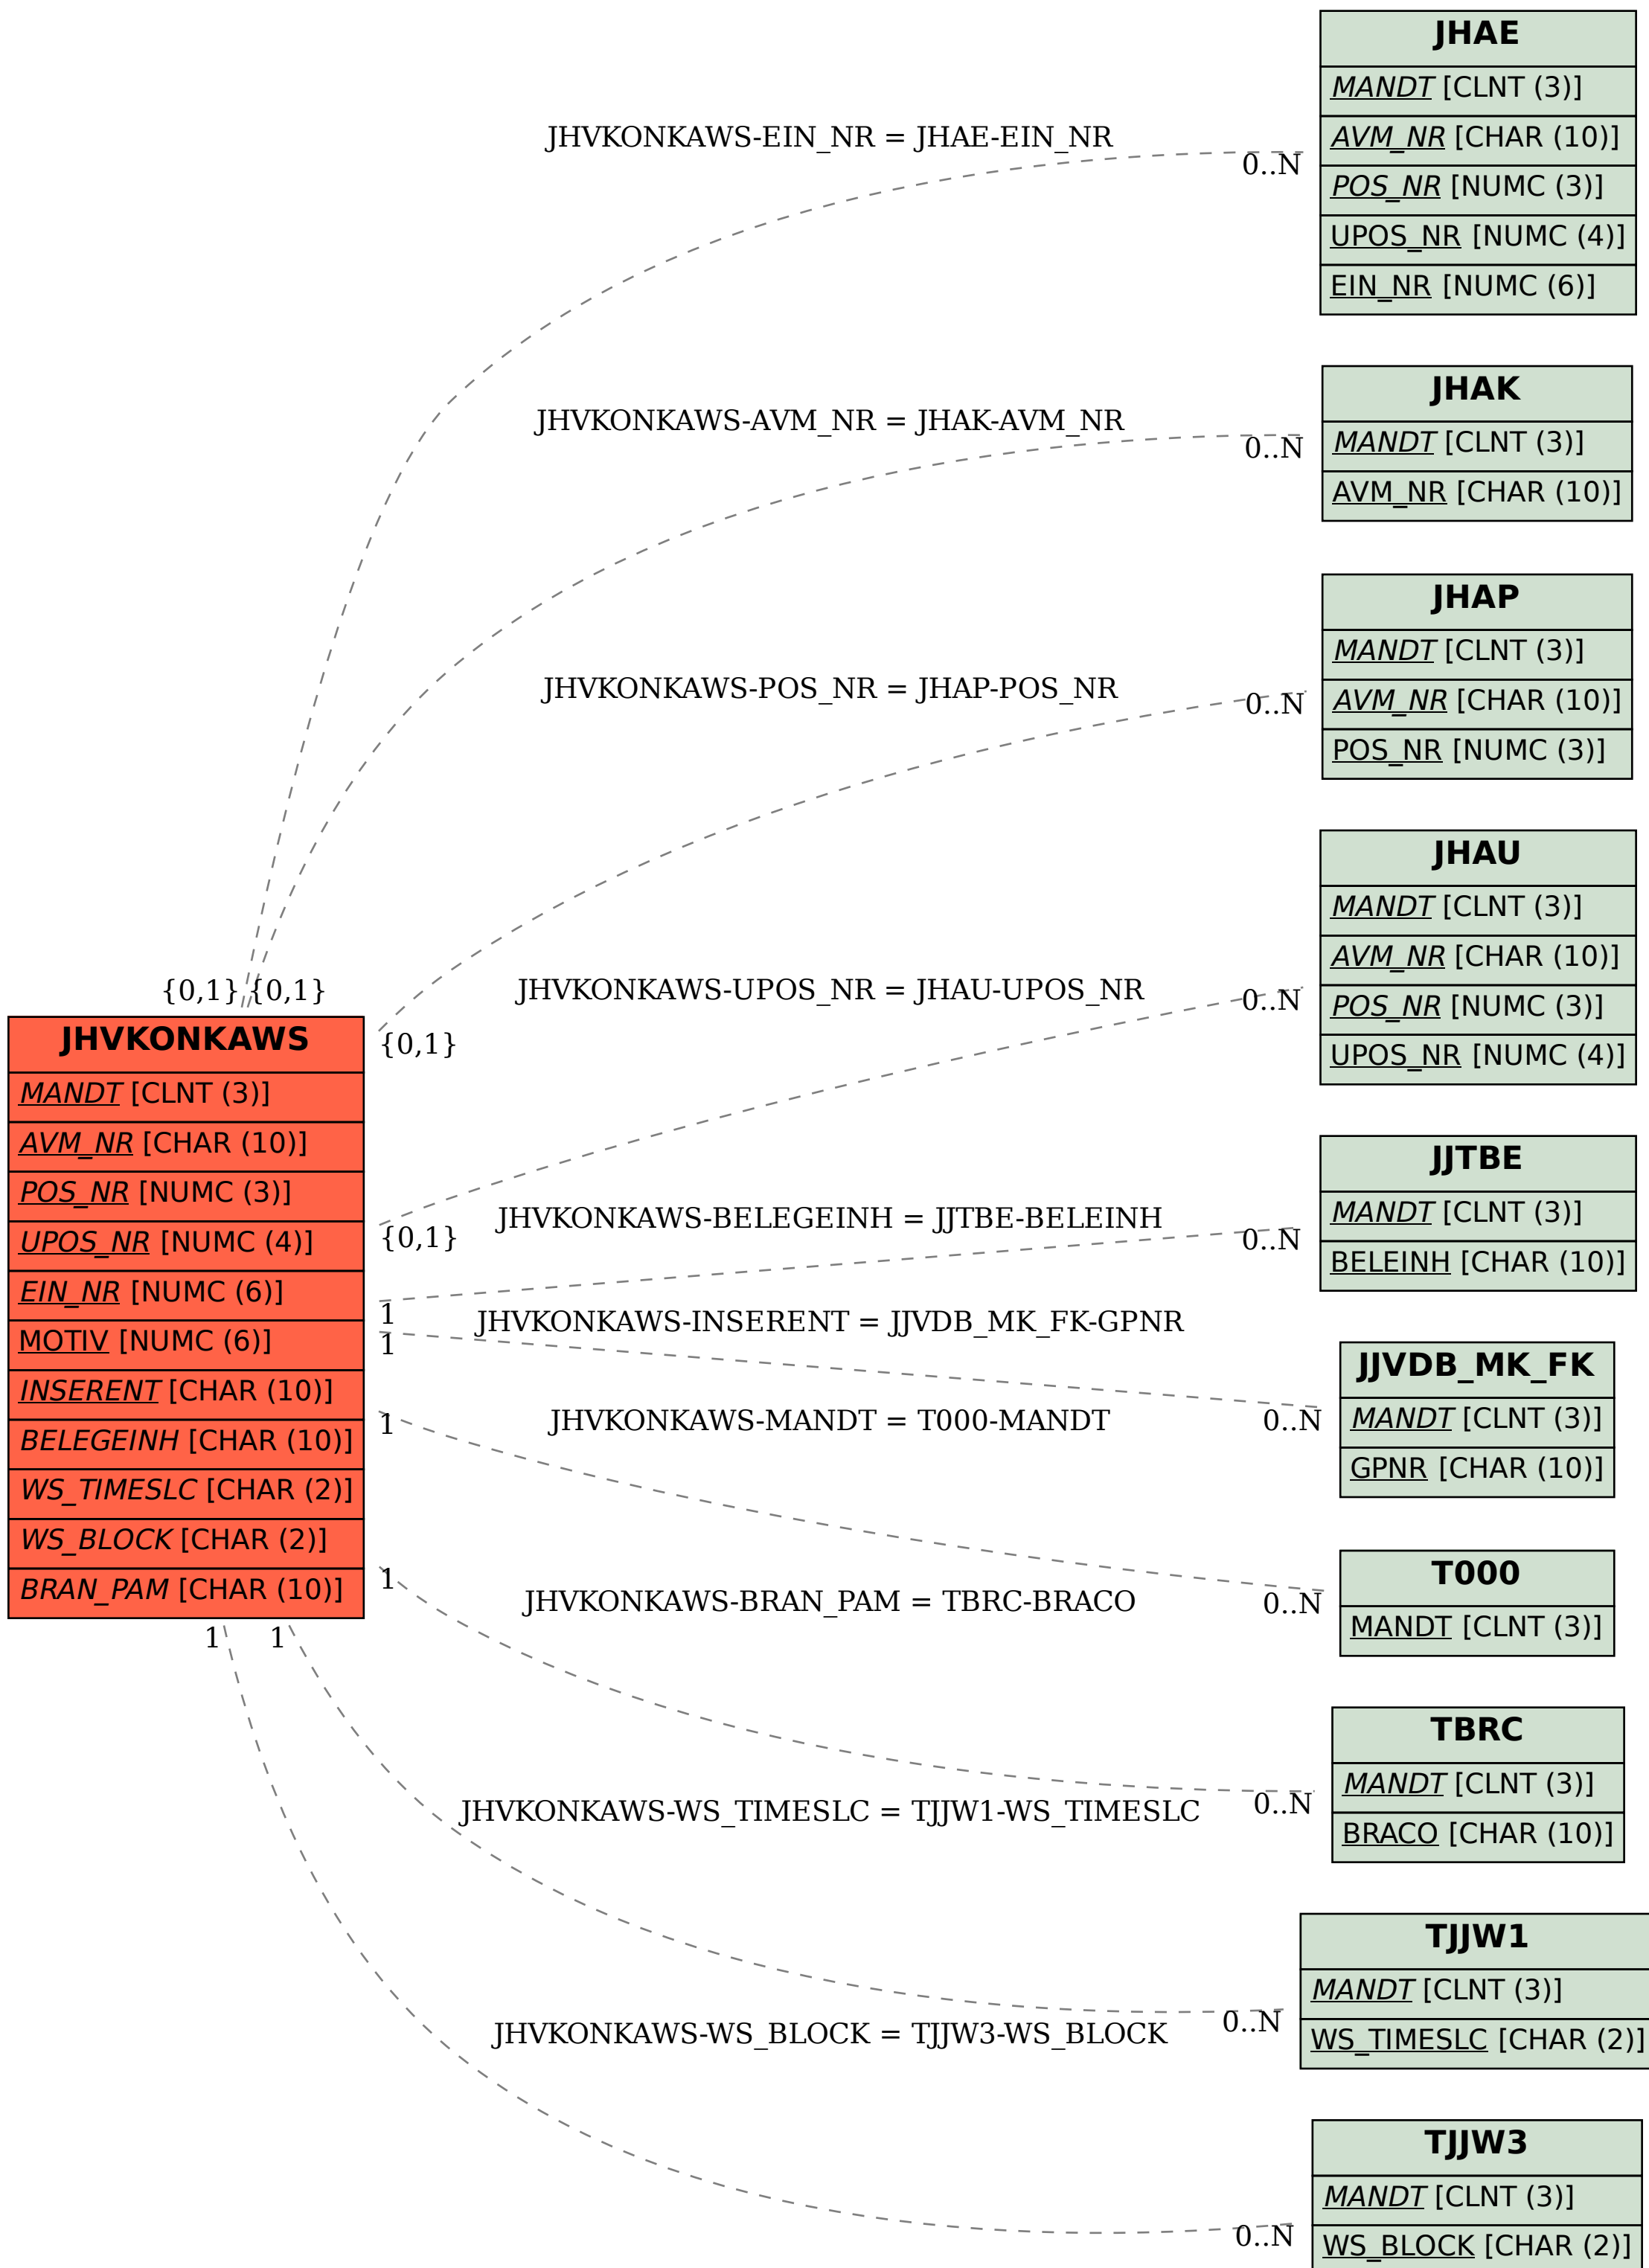 JHAE
MANDT [CLNT (3)]
AVM_NR [CHAR (10)]
POS_NR [NUMC (3)]
UPOS_NR [NUMC (4)]
EIN_NR [NUMC (6)]
JHVKONKAWS-EIN_NR = JHAE-EIN_NR
0..N
JHAK
MANDT [CLNT (3)]
AVM_NR [CHAR (10)]
JHVKONKAWS-AVM_NR = JHAK-AVM_NR
0..N
JHAP
MANDT [CLNT (3)]
AVM_NR [CHAR (10)]
POS_NR [NUMC (3)]
JHVKONKAWS-POS_NR = JHAP-POS_NR
0..N
JHAU
MANDT [CLNT (3)]
AVM_NR [CHAR (10)]
POS_NR [NUMC (3)]
UPOS_NR [NUMC (4)]
JHVKONKAWS-UPOS_NR = JHAU-UPOS_NR
0..N
{0,1}
{0,1}
{0,1}
{0,1}
JHVKONKAWS
MANDT [CLNT (3)]
AVM_NR [CHAR (10)]
POS_NR [NUMC (3)]
UPOS_NR [NUMC (4)]
EIN_NR [NUMC (6)]
MOTIV [NUMC (6)]
INSERENT [CHAR (10)]
BELEGEINH [CHAR (10)]
WS_TIMESLC [CHAR (2)]
WS_BLOCK [CHAR (2)]
BRAN_PAM [CHAR (10)]
1
1
1
1
1
1
JJTBE
MANDT [CLNT (3)]
BELEINH [CHAR (10)]
JHVKONKAWS-BELEGEINH = JJTBE-BELEINH
0..N
JHVKONKAWS-INSERENT = JJVDB_MK_FK-GPNR
JJVDB_MK_FK
MANDT [CLNT (3)]
GPNR [CHAR (10)]
0..N
JHVKONKAWS-MANDT = T000-MANDT
T000
MANDT [CLNT (3)]
0..N
JHVKONKAWS-BRAN_PAM = TBRC-BRACO
TBRC
MANDT [CLNT (3)]
BRACO [CHAR (10)]
0..N
JHVKONKAWS-WS_TIMESLC = TJJW1-WS_TIMESLC
TJJW1
MANDT [CLNT (3)]
WS_TIMESLC [CHAR (2)]
0..N
JHVKONKAWS-WS_BLOCK = TJJW3-WS_BLOCK
TJJW3
MANDT [CLNT (3)]
WS_BLOCK [CHAR (2)]
0..N